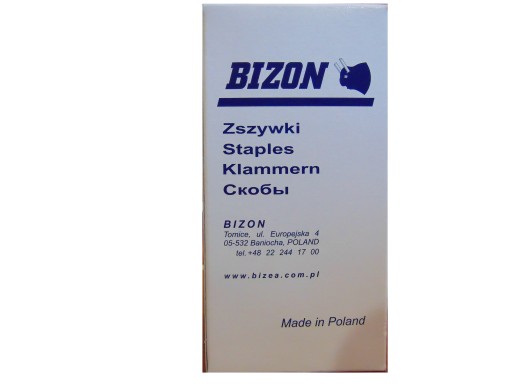 BIZON
Zszywki
Staples
Klammern
Скобы
BIZON
Tomice, ul. Europejska 4
05-532 Baniocha, POLAND
tel. +48 22 244 17 00
www.bizea.com.pl
Made in Poland